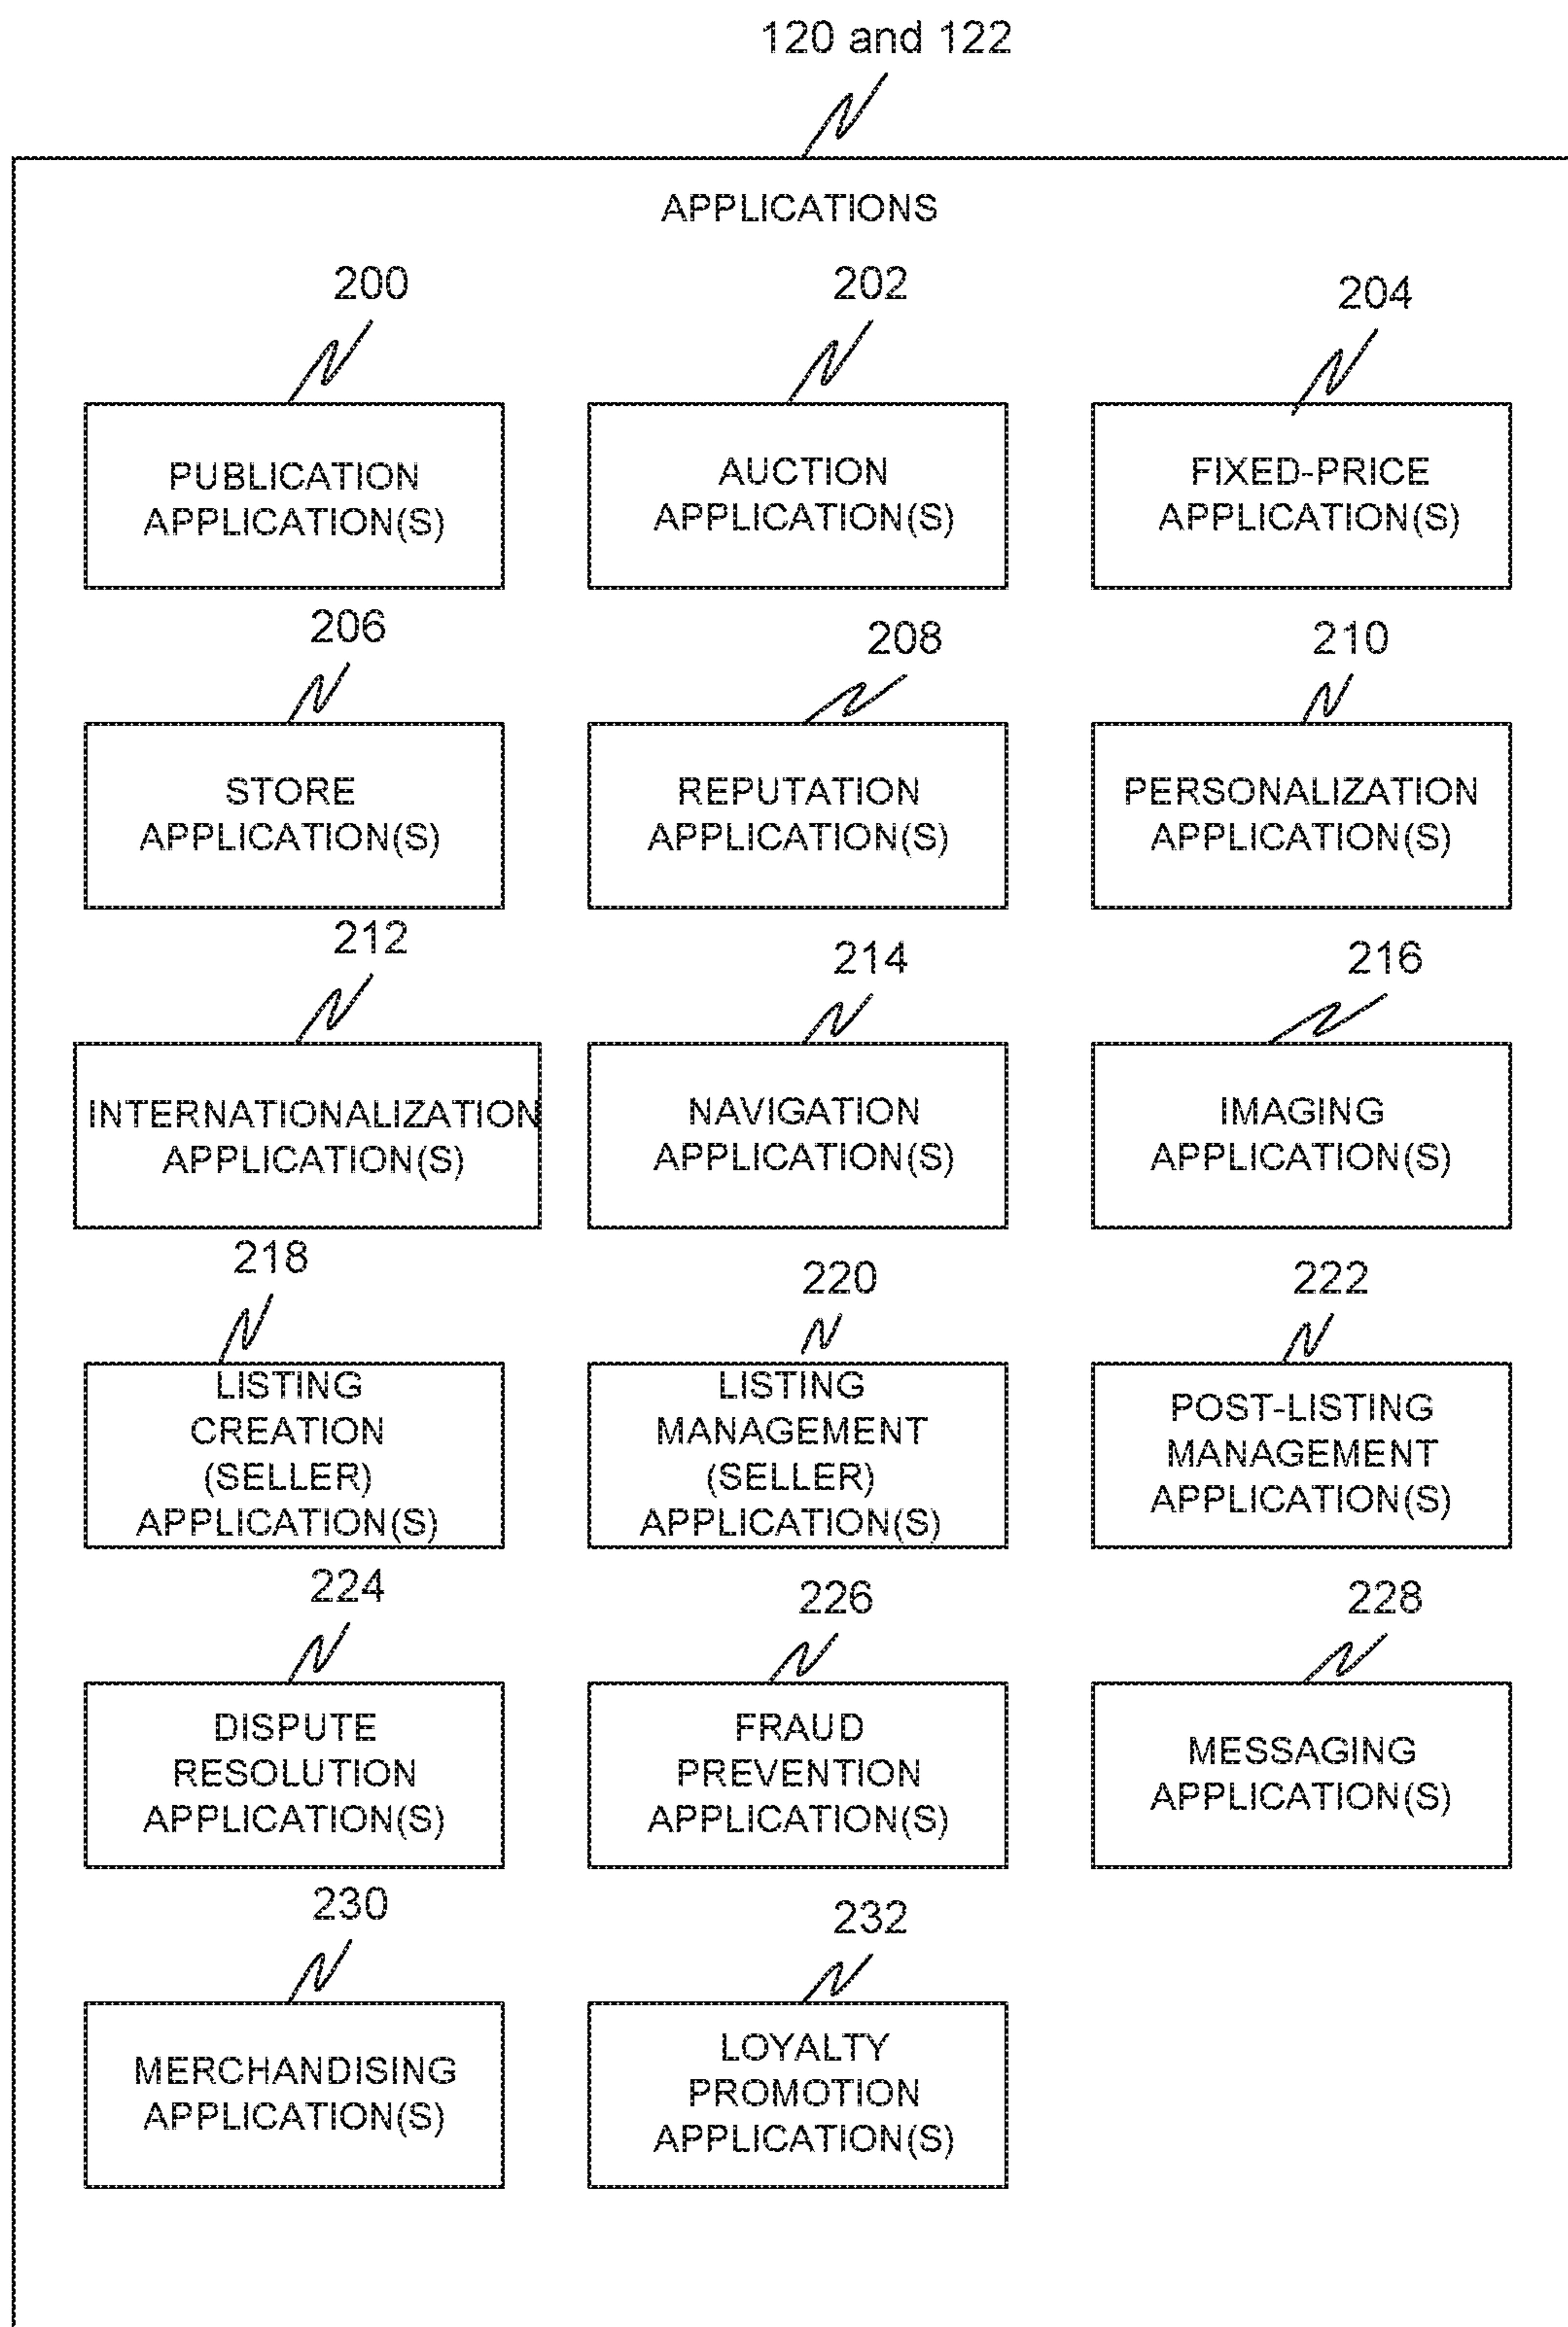 120 and 122
APPLICATIONS
200
202
204
PUBLICATION
APPLICATION(S)
AUCTION
APPLICATION(S)
FIXED-PRICE
APPLICATION(S)
206
208
210
STORE
APPLICATION(S)
REPUTATION
APPLICATION(S)
PERSONALIZATION
APPLICATION(S)
212
214
216
INTERNATIONALIZATION
APPLICATION(S)
NAVIGATION
APPLICATION(S)
IMAGING
APPLICATION(S)
218
220
222
LISTING
CREATION
(SELLER)
APPLICATION(S)
LISTING
MANAGEMENT
(SELLER)
APPLICATION(S)
POST-LISTING
MANAGEMENT
APPLICATION(S)
224
226
228
DISPUTE
RESOLUTION
APPLICATION(S)
FRAUD
PREVENTION
APPLICATION(S)
MESSAGING
APPLICATION(S)
230
232
MERCHANDISING
APPLICATION(S)
LOYALTY
PROMOTION
APPLICATION(S)